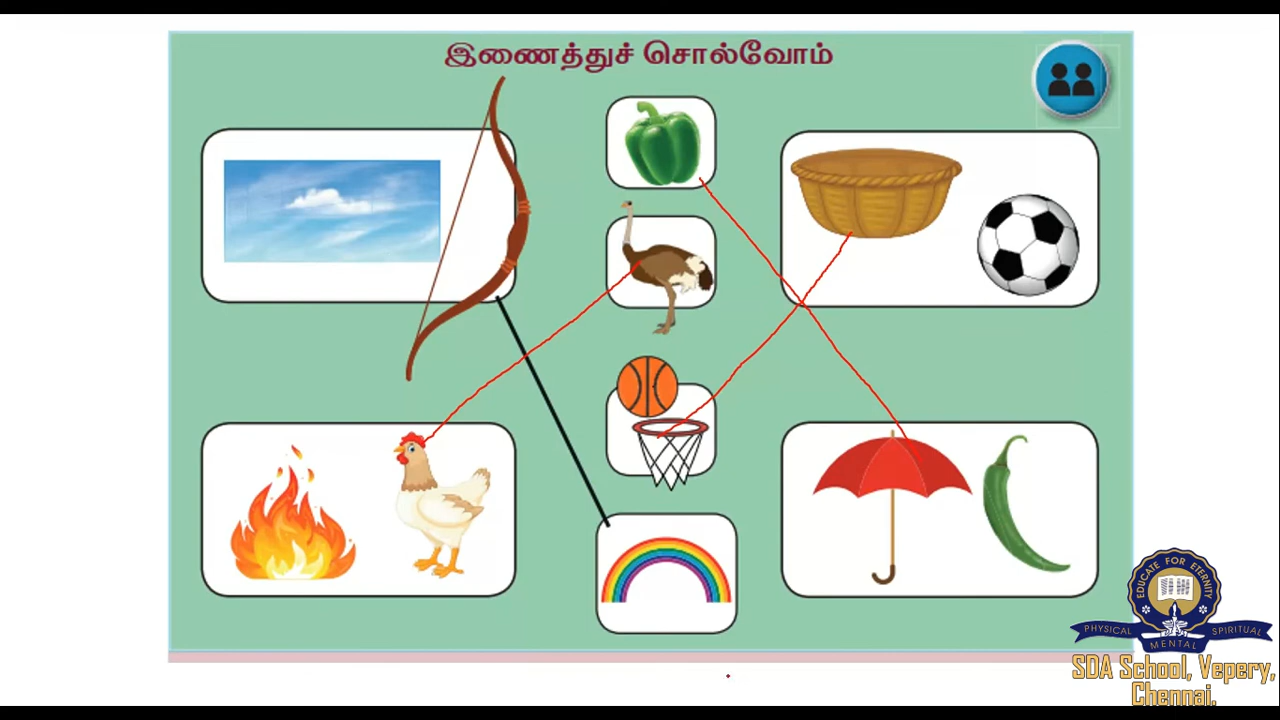 இணைத்துச் சொல்வோம்
EDUCATE FOR ETERNITY
PHYSICAL MENTAL SPIRITUAL
SDA School, Vepery,
Chennai.